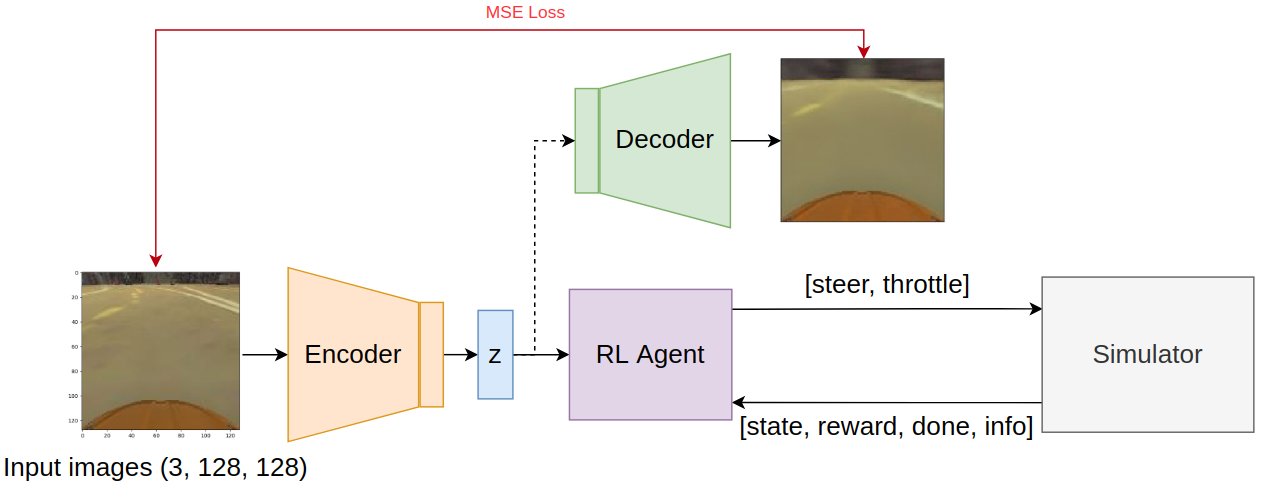 MSE Loss
Decoder
[steer, throttle]
Encoder
z
RL Agent
Simulator
[state, reward, done, info]
0
20
40
60
80
100
120
0 20 40 60 80 100 120
Input images (3, 128, 128)